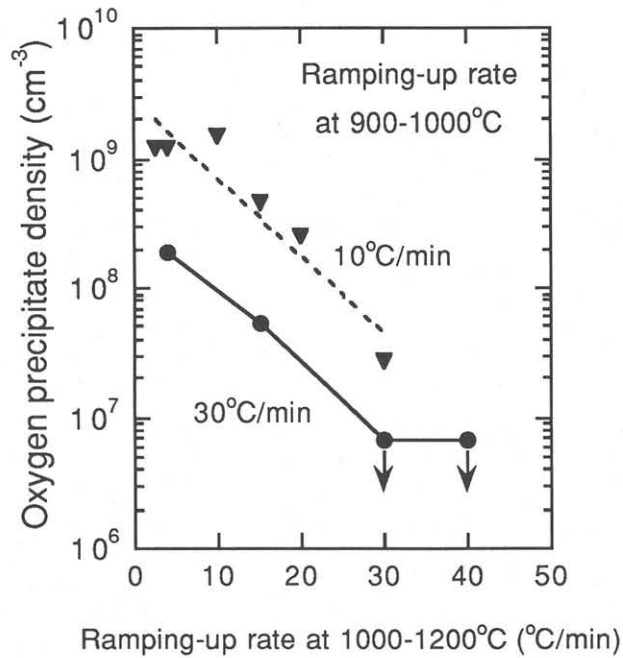 10^10
10^9
10^8
10^7
10^6
Oxygen precipitate density (cm^-3)
Ramping-up rate
at 900-1000°C
10°C/min
30°C/min
0 10 20 30 40 50
Ramping-up rate at 1000-1200°C (°C/min)